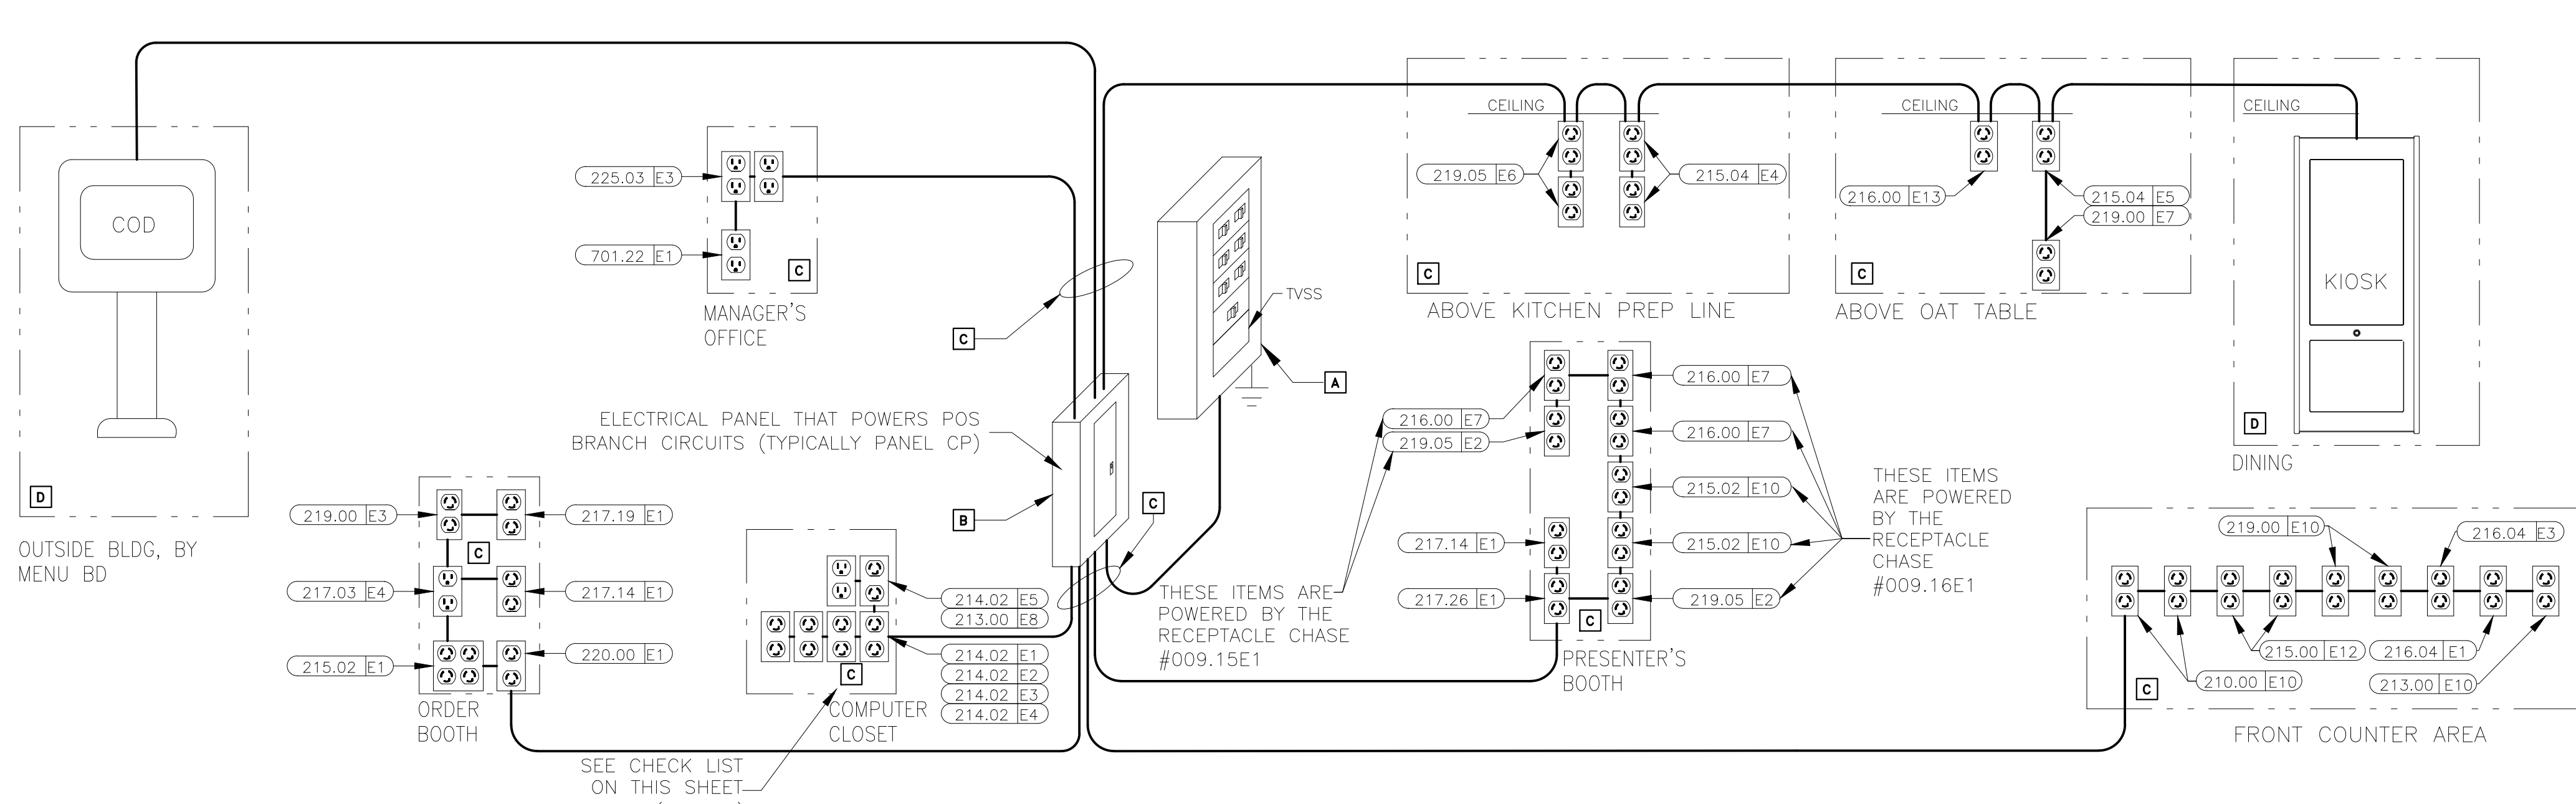 COD
D
OUTSIDE BLDG, BY
MENU BD
225.03 E3
701.22 E1
C
MANAGER'S
OFFICE
C
ELECTRICAL PANEL THAT POWERS POS
BRANCH CIRCUITS (TYPICALLY PANEL CP)
B
C
TVSS
A
219.00 E3
217.19 E1
C
217.03 E4
217.14 E1
215.02 E1
220.00 E1
ORDER
BOOTH
214.02 E5
213.00 E8
214.02 E1
214.02 E2
214.02 E3
214.02 E4
C
COMPUTER
CLOSET
SEE CHECK LIST
ON THIS SHEET
CEILING
219.05 E6
215.04 E4
C
ABOVE KITCHEN PREP LINE
CEILING
216.00 E13
215.04 E5
219.00 E7
C
ABOVE OAT TABLE
CEILING
KIOSK
D
DINING
216.00 E7
219.05 E2
217.14 E1
217.26 E1
THESE ITEMS ARE
POWERED BY THE
RECEPTACLE CHASE
#009.15E1
216.00 E7
216.00 E7
215.02 E10
215.02 E10
219.05 E2
C
PRESENTER'S
BOOTH
THESE ITEMS
ARE POWERED
BY THE
RECEPTACLE
CHASE
#009.16E1
219.00 E10
216.04 E3
215.00 E12
216.04 E1
210.00 E10
213.00 E10
C
FRONT COUNTER AREA